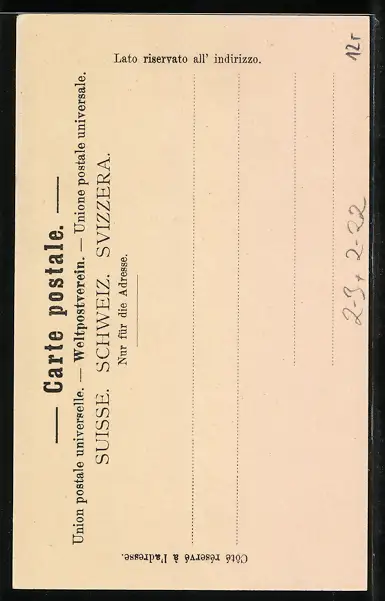 — Carte postale. —
Union postale universelle. — Weltpostverein. — Unione postale universale.
SUISSE. SCHWEIZ. SVIZZERA.
Nur für die Adresse.
Lato riservato all' indirizzo.
Côté réservé à l'adresse.
12r
2-9+ 2-22